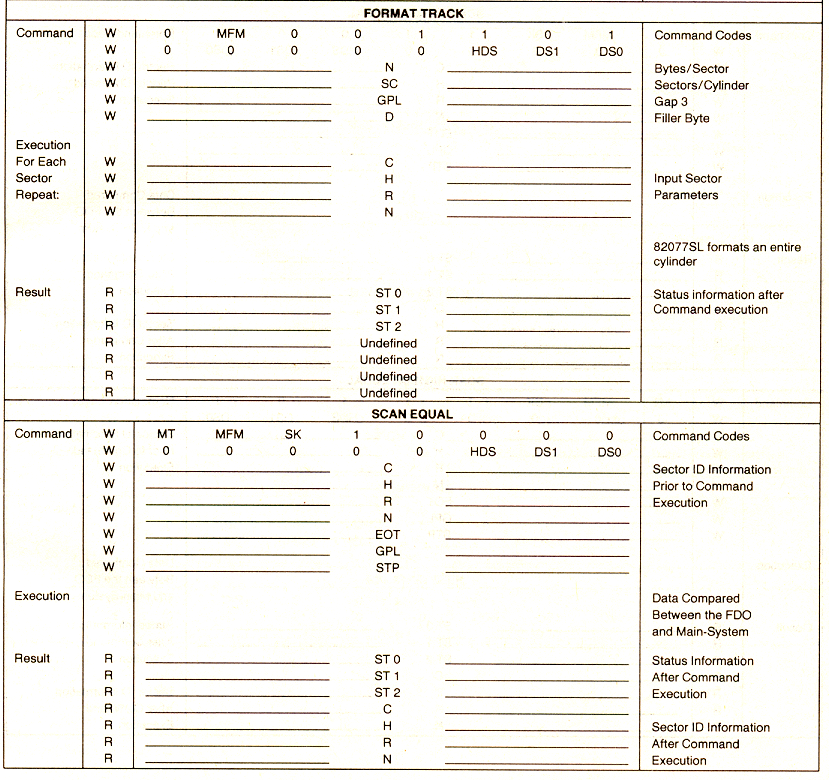 FORMAT TRACK
Command W 0 MFM 0 0 1 1 0 1 Command Codes
W 0 0 0 0 0 HDS DS1 DS0
W N Bytes/Sector
W SC Sectors/Cylinder
W GPL Gap 3
W D Filler Byte
Execution
For Each W C
Sector W H Input Sector
Repeat: W R Parameters
W N
82077SL formats an entire
cylinder
Result R ST 0 Status information after
R ST 1 Command execution
R ST 2
R Undefined
R Undefined
R Undefined
R Undefined
SCAN EQUAL
Command W MT MFM SK 1 0 0 0 0 Command Codes
W 0 0 0 0 0 HDS DS1 DS0
W C Sector ID Information
W H Prior to Command
W R Execution
W N
W EOT
W GPL
W STP
Execution Data Compared
Between the FDO
and Main-System
Result R ST 0 Status Information
R ST 1 After Command
R ST 2 Execution
R C
R H Sector ID Information
R R After Command
R N Execution